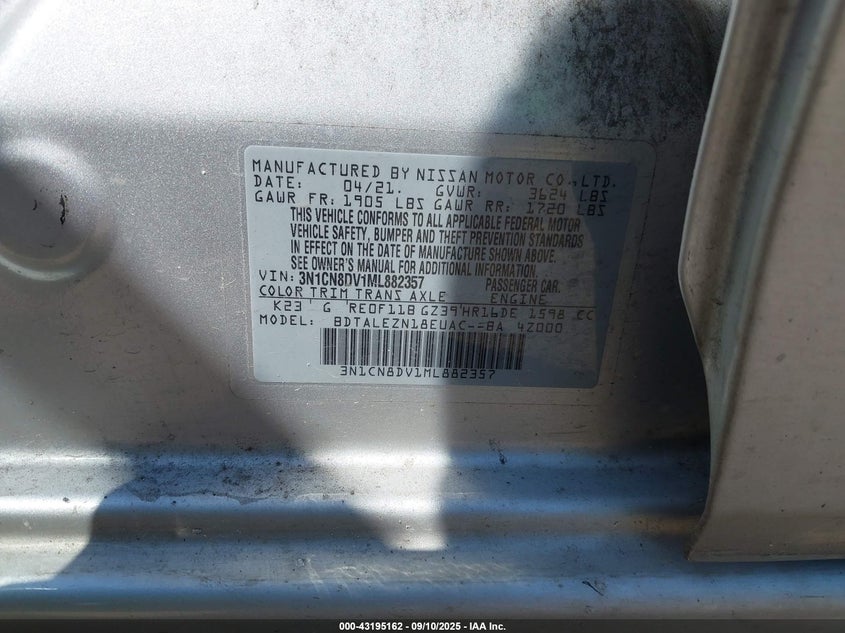 MANUFACTURED BY NISSAN MOTOR CO.,LTD.
DATE: 04/21. GVWR: 3624 LBS
GAWR FR: 1905 LBS GAWR RR: 1720 LBS
THIS VEHICLE CONFORMS TO ALL APPLICABLE FEDERAL MOTOR
VEHICLE SAFETY, BUMPER AND THEFT PREVENTION STANDARDS
IN EFFECT ON THE DATE OF MANUFACTURE SHOWN ABOVE.
SEE OWNER'S MANUAL FOR ADDITIONAL INFORMATION.
VIN: 3N1CN8DV1ML882357 PASSENGER CAR.
COLOR TRIM TRANS AXLE ENGINE
K23 G RE0F11B GZ39 HR16DE 1598 CC
MODEL: BDTALEZN18EUAC--BA 4Z000
3N1CN8DV1ML882357
000-43195162 - 09/10/2025 - IAA Inc.